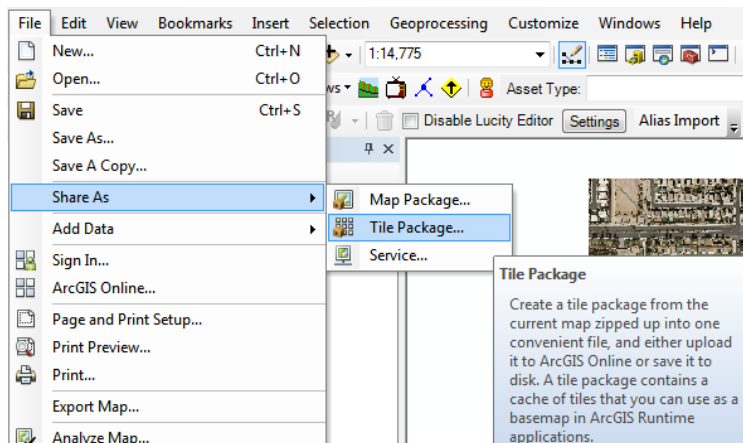 File Edit View Bookmarks Insert Selection Geoprocessing Customize Windows Help
New... Ctrl+N
1:14,775
Open... Ctrl+O
ws
Asset Type:
Save Ctrl+S
Disable Lucity Editor Settings Alias Import
Save As...
Save A Copy...
Share As
Map Package...
Add Data
Tile Package...
Sign In...
Service...
ArcGIS Online...
Page and Print Setup...
Print Preview...
Print...
Export Map...
Analyze Map...
Tile Package
Create a tile package from the
current map zipped up into one
convenient file, and either upload
it to ArcGIS Online or save it to
disk. A tile package contains a
cache of tiles that you can use as a
basemap in ArcGIS Runtime
applications.